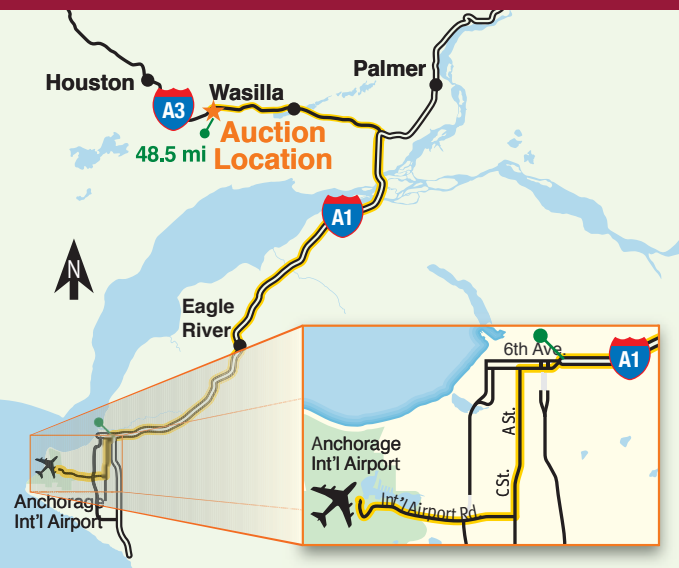 Houston
Wasilla
Palmer
A3
Auction
Location
48.5 mi
A1
N
Eagle
River
Anchorage
Int'l Airport
6th Ave.
A1
A St.
C St.
Anchorage
Int'l Airport
Int'l Airport Rd.